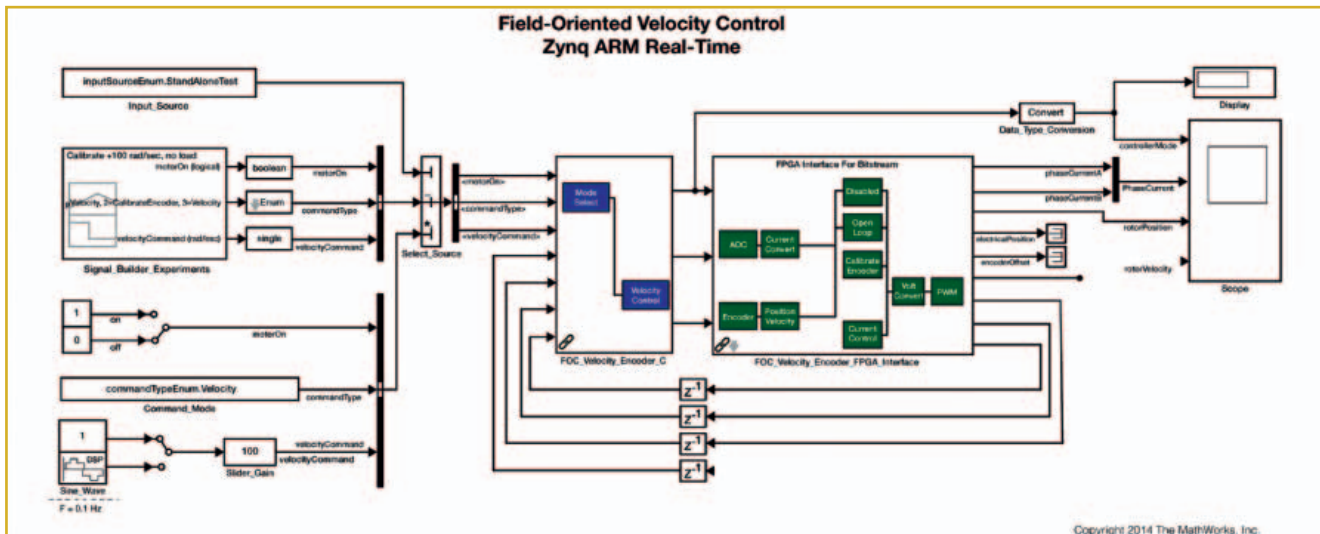 Field-Oriented Velocity Control
Zynq ARM Real-Time
inputSourceEnum.StandAloneTest
Input_Source
Calibrate +100 rad/sec, no load
motorOn (logical)
Velocity, 2=CalibrateEncoder, 3=Velocity
velocityCommand (rad/sec)
Signal_Builder_Experiments
boolean
motorOn
Enum
commandType
single
velocityCommand
Select_Source
1
0
on
off
motorOn
commandTypeEnum.Velocity
Command_Mode
commandType
1
DSP
Sine_Wave
F = 0.1 Hz
100
Slider_Gain
velocityCommand
velocityCommand
<motorOn>
<commandType>
<velocityCommand>
Mode
Select
Velocity
Control
FOC_Velocity_Encoder_C
FPGA Interface For Bitstream
ADC
Current
Convert
Encoder
Position
Velocity
Disabled
Open
Loop
Calibrate
Encoder
Current
Control
Volt
Convert
PWM
FOC_Velocity_Encoder_FPGA_Interface
Z-1
Z-1
Z-1
Z-1
Convert
Data_Type_Conversion
Display
controllerMode
phaseCurrentA
phaseCurrentB
PhaseCurrent
rotorPosition
electricalPosition
encoderOffset
rotorVelocity
Scope
Copyright 2014 The MathWorks, Inc.